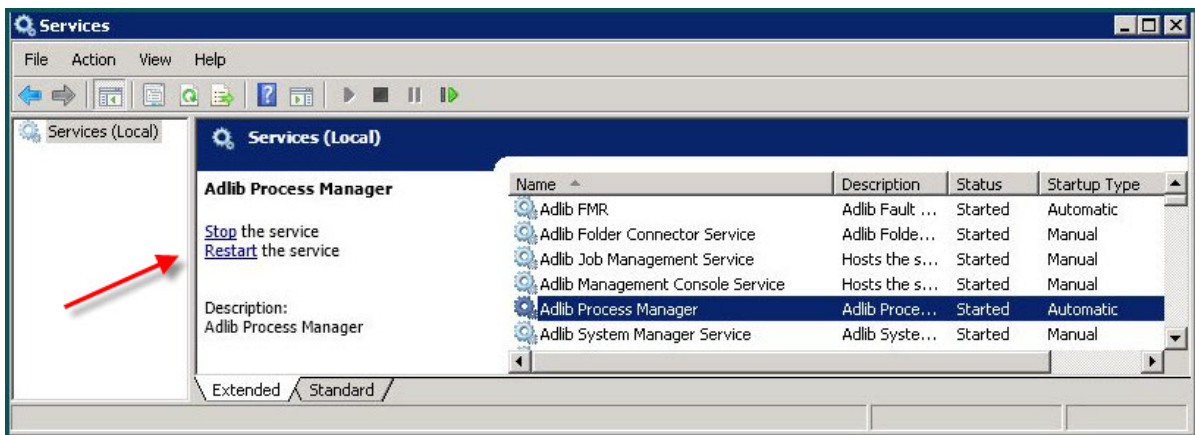 Services
File Action View Help
Services (Local)
Services (Local)
Adlib Process Manager
Stop the service
Restart the service
Description:
Adlib Process Manager
Name Description Status Startup Type
Adlib FMR Adlib Fault ... Started Automatic
Adlib Folder Connector Service Adlib Folde... Started Manual
Adlib Job Management Service Hosts the s... Started Manual
Adlib Management Console Service Hosts the s... Started Manual
Adlib Process Manager Adlib Proce... Started Automatic
Adlib System Manager Service Adlib Syste... Started Manual
Extended Standard